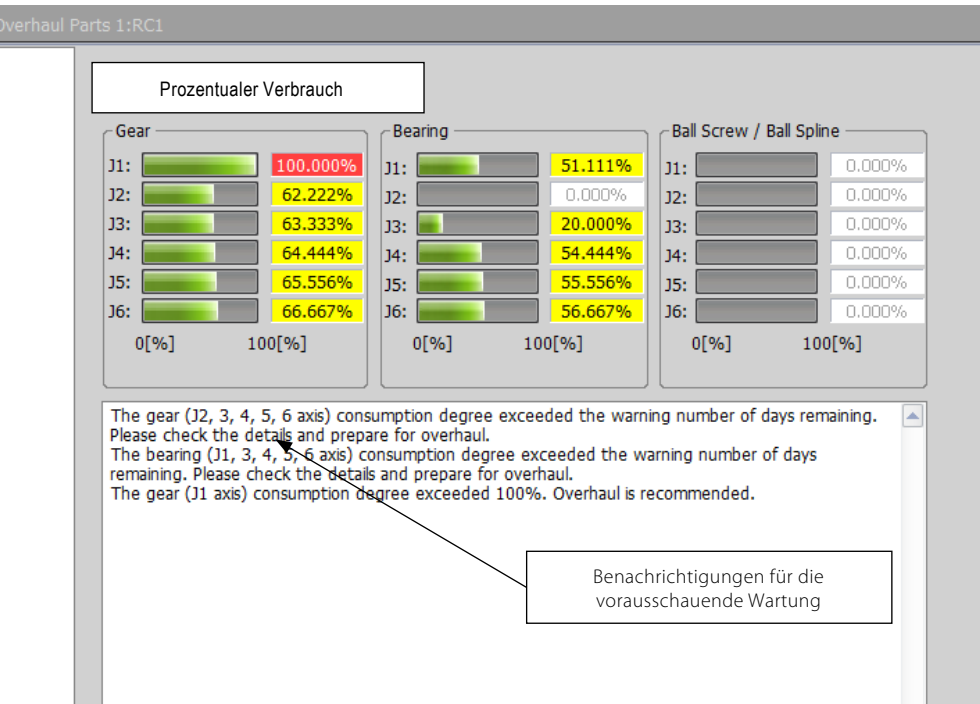 Overhaul Parts 1:RC1
Prozentualer Verbrauch
Gear
J1: 100.000%
J2: 62.222%
J3: 63.333%
J4: 64.444%
J5: 65.556%
J6: 66.667%
0[%] 100[%]
Bearing
J1: 51.111%
J2: 0.000%
J3: 20.000%
J4: 54.444%
J5: 55.556%
J6: 56.667%
0[%] 100[%]
Ball Screw / Ball Spline
J1: 0.000%
J2: 0.000%
J3: 0.000%
J4: 0.000%
J5: 0.000%
J6: 0.000%
0[%] 100[%]
The gear (J2, 3, 4, 5, 6 axis) consumption degree exceeded the warning number of days remaining.
Please check the details and prepare for overhaul.
The bearing (J1, 3, 4, 5, 6 axis) consumption degree exceeded the warning number of days
remaining. Please check the details and prepare for overhaul.
The gear (J1 axis) consumption degree exceeded 100%. Overhaul is recommended.
Benachrichtigungen für die
vorausschauende Wartung